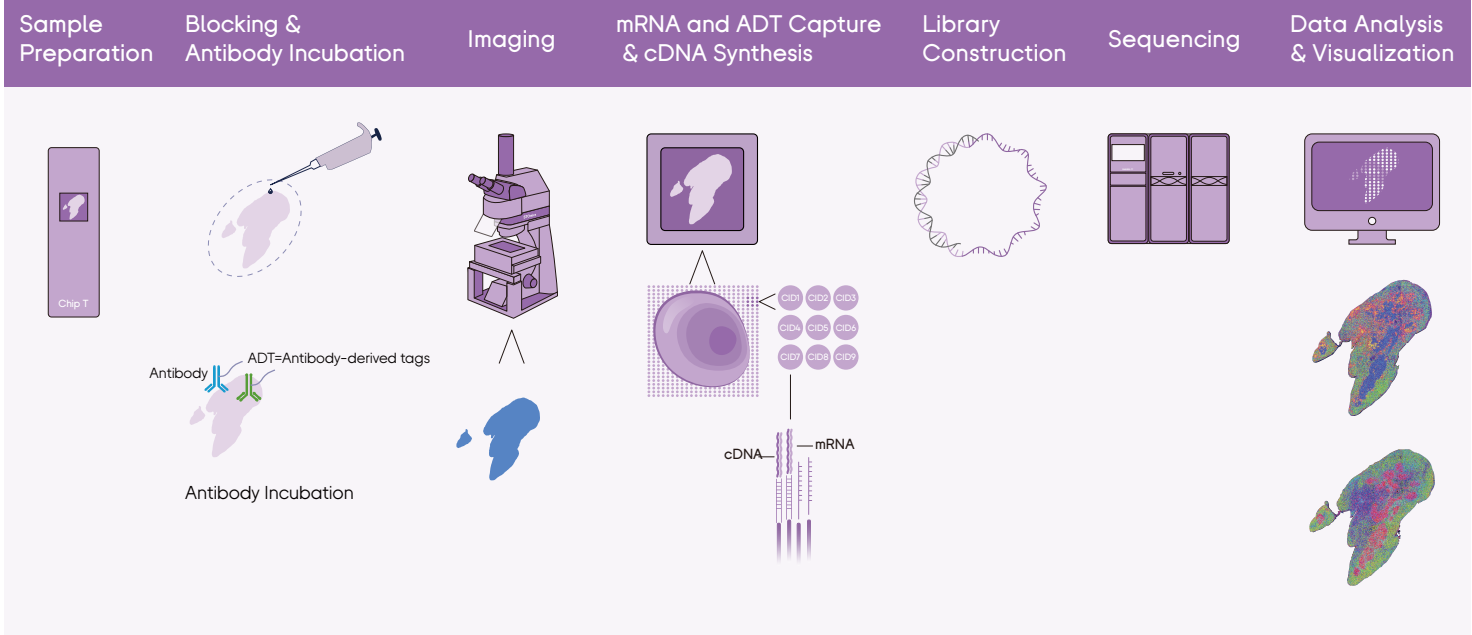 Sample
Preparation
Blocking &
Antibody Incubation
Imaging
mRNA and ADT Capture
& cDNA Synthesis
Library
Construction
Sequencing
Data Analysis
& Visualization
Chip T
ADT=Antibody-derived tags
Antibody
Antibody Incubation
CID1 CID2 CID3
CID4 CID5 CID6
CID7 CID8 CID9
mRNA
cDNA